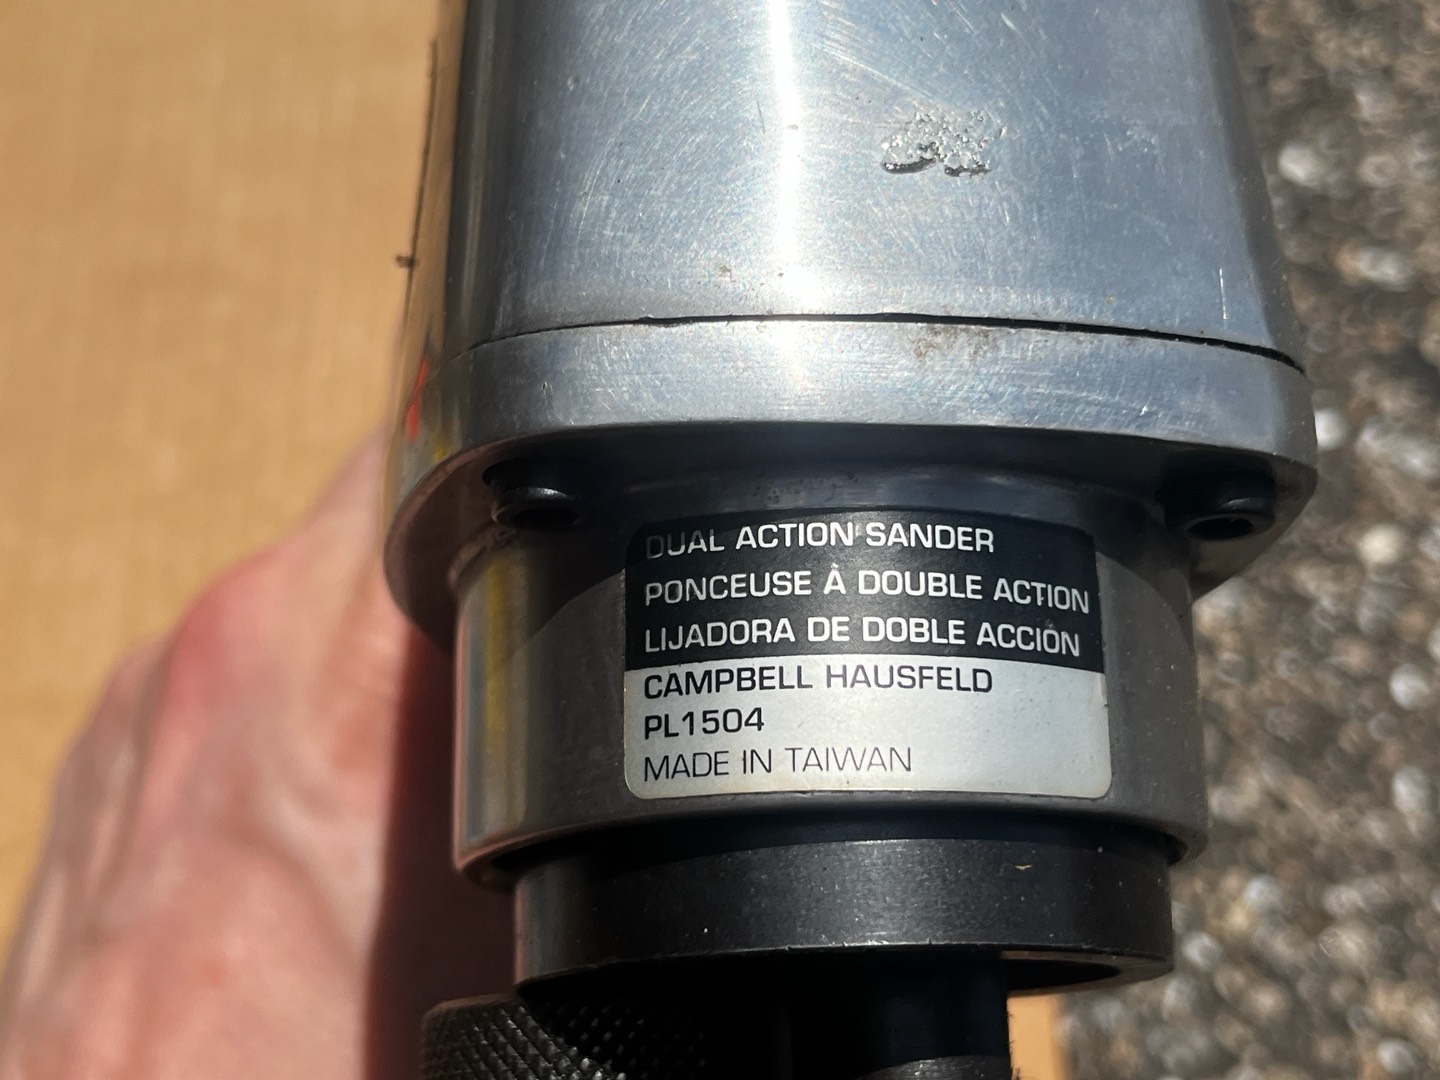 DUAL ACTION SANDER
PONCEUSE À DOUBLE ACTION
LIJADORA DE DOBLE ACCIÓN
CAMPBELL HAUSFELD
PL1504
MADE IN TAIWAN